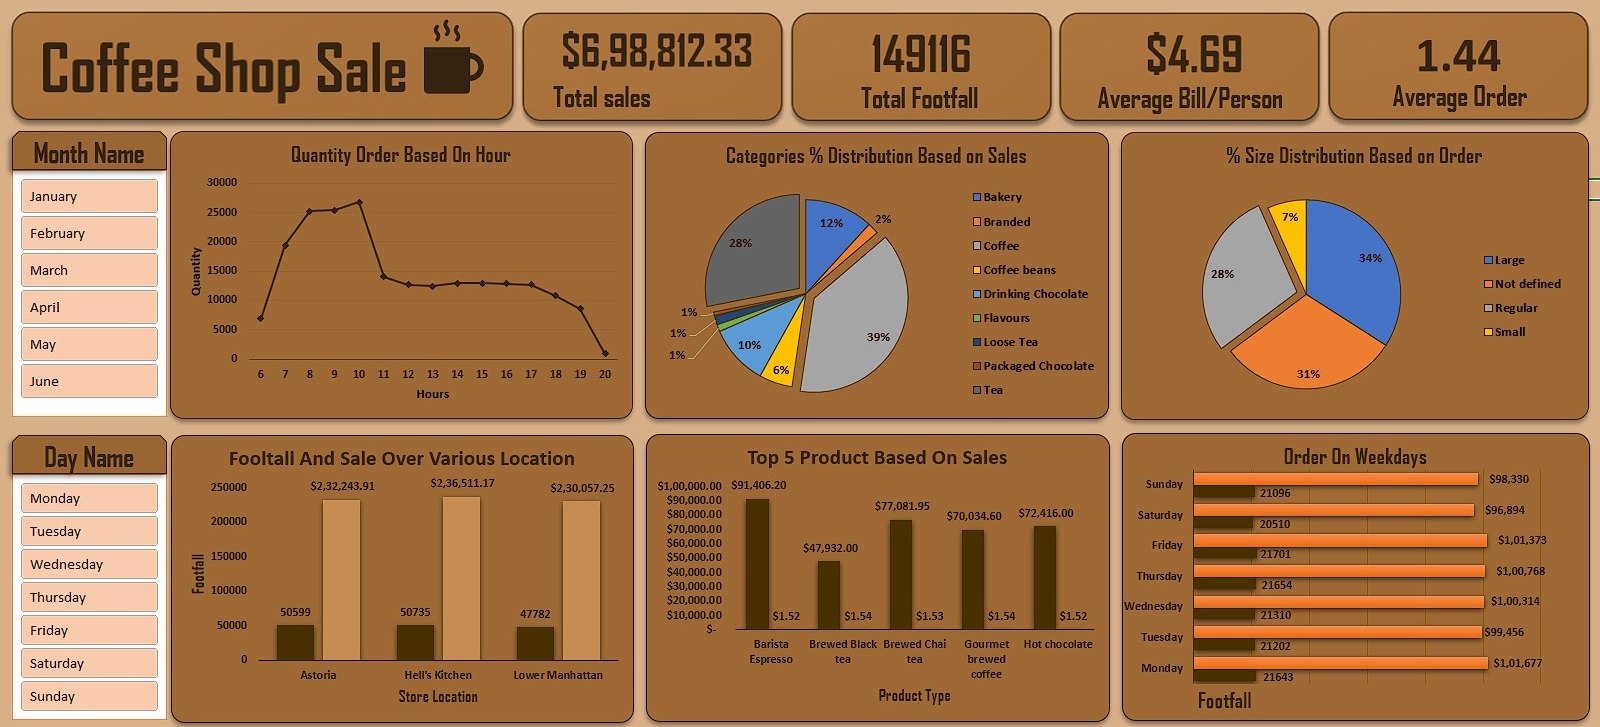 Coffee Shop Sale
$6,98,812.33
Total sales
149116
Total Footfall
$4.69
Average Bill/Person
1.44
Average Order
Month Name
January
February
March
April
May
June
Quantity Order Based On Hour
30000
25000
20000
15000
10000
5000
0
Quantity
6 7 8 9 10 11 12 13 14 15 16 17 18 19 20
Hours
Categories % Distribution Based on Sales
12%
2%
39%
6%
10%
1%
1%
1%
28%
Bakery
Branded
Coffee
Coffee beans
Drinking Chocolate
Flavours
Loose Tea
Packaged Chocolate
Tea
% Size Distribution Based on Order
34%
31%
28%
7%
Large
Not defined
Regular
Small
Day Name
Monday
Tuesday
Wednesday
Thursday
Friday
Saturday
Sunday
Fooltall And Sale Over Various Location
250000
200000
150000
100000
50000
0
Footfall
$2,32,243.91
$2,36,511.17
$2,30,057.25
50599
50735
47782
Astoria
Hell's Kitchen
Lower Manhattan
Store Location
Top 5 Product Based On Sales
$1,00,000.00
$90,000.00
$80,000.00
$70,000.00
$60,000.00
$50,000.00
$40,000.00
$30,000.00
$20,000.00
$10,000.00
$-
$91,406.20
$47,932.00
$77,081.95
$70,034.60
$72,416.00
$1.52
$1.54
$1.53
$1.54
$1.52
Barista
Espresso
Brewed Black
tea
Brewed Chai
tea
Gourmet
brewed
coffee
Hot chocolate
Product Type
Order On Weekdays
Sunday
$98,330
21096
Saturday
$96,894
20510
Friday
$1,01,373
21701
Thursday
$1,00,768
21654
Wednesday
$1,00,314
21310
Tuesday
$99,456
21202
Monday
$1,01,677
21643
Footfall